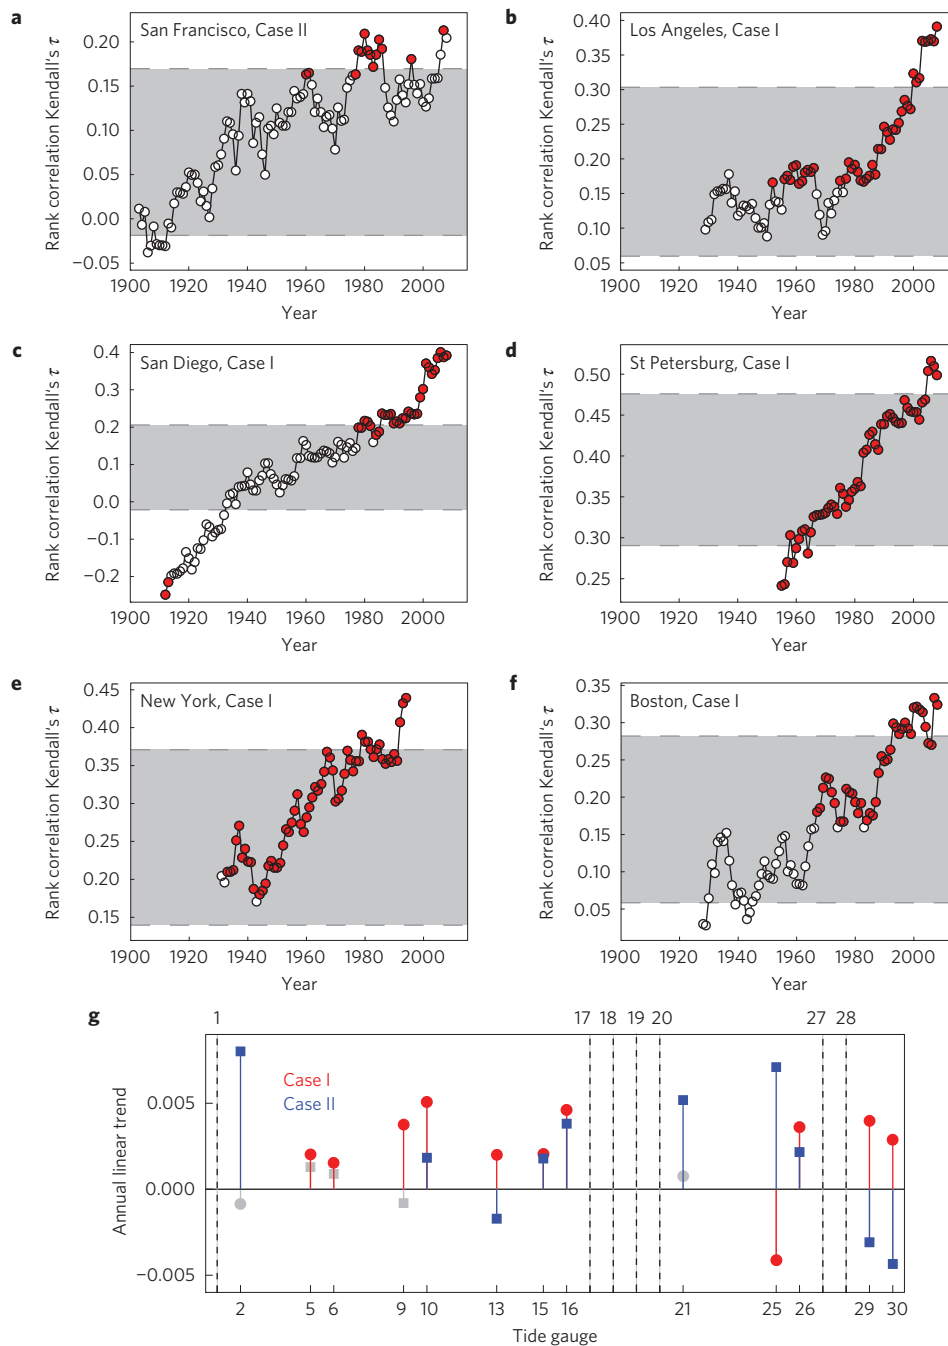 a
San Francisco, Case II
Rank correlation Kendall's τ
0.20
0.15
0.10
0.05
0.00
−0.05
1900 1920 1940 1960 1980 2000
Year
b
Los Angeles, Case I
Rank correlation Kendall's τ
0.40
0.35
0.30
0.25
0.20
0.15
0.10
0.05
1900 1920 1940 1960 1980 2000
Year
c
San Diego, Case I
Rank correlation Kendall's τ
0.4
0.3
0.2
0.1
0.0
−0.1
−0.2
1900 1920 1940 1960 1980 2000
Year
d
St Petersburg, Case I
Rank correlation Kendall's τ
0.50
0.45
0.40
0.35
0.30
0.25
1900 1920 1940 1960 1980 2000
Year
e
New York, Case I
Rank correlation Kendall's τ
0.45
0.40
0.35
0.30
0.25
0.20
0.15
1900 1920 1940 1960 1980 2000
Year
f
Boston, Case I
Rank correlation Kendall's τ
0.35
0.30
0.25
0.20
0.15
0.10
0.05
1900 1920 1940 1960 1980 2000
Year
g
1 17 18 19 20 27 28
Case I
Case II
Annual linear trend
0.005
0.000
−0.005
2 5 6 9 10 13 15 16 21 25 26 29 30
Tide gauge